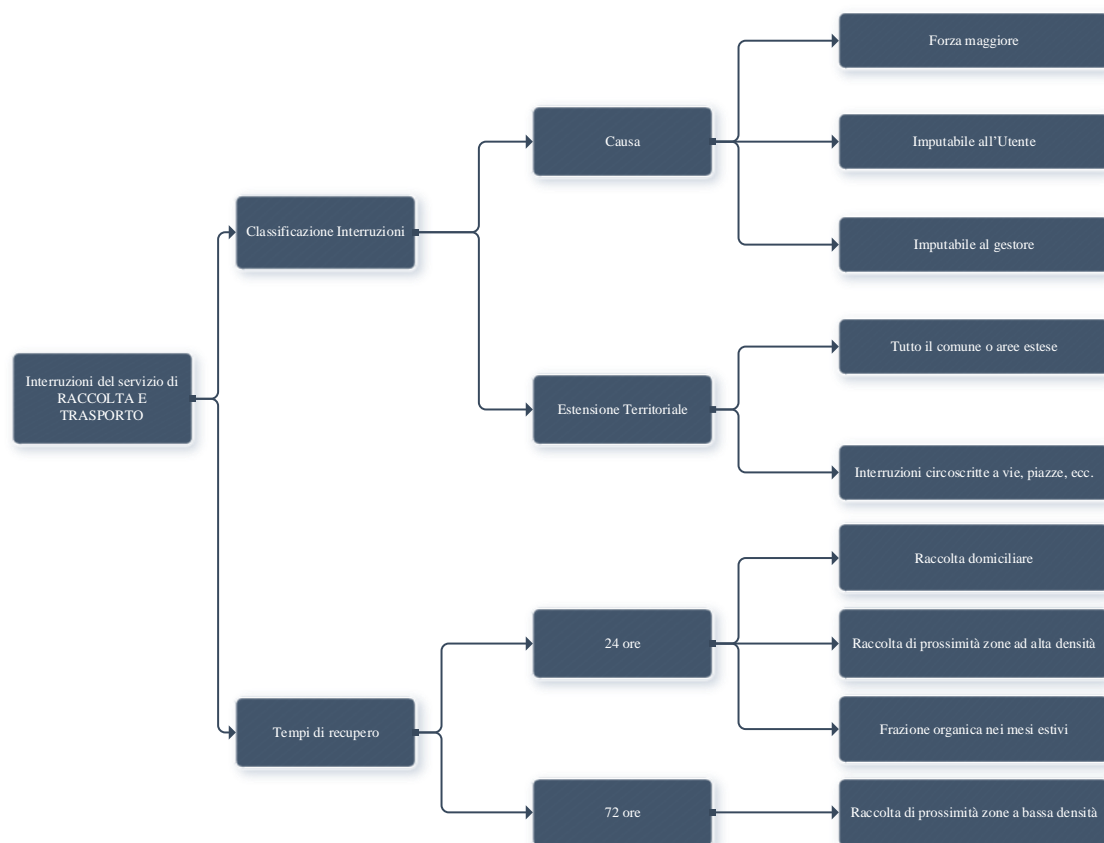 Interruzioni del servizio di
RACCOLTA E
TRASPORTO
Classificazione Interruzioni
Causa
Forza maggiore
Imputabile all'Utente
Imputabile al gestore
Estensione Territoriale
Tutto il comune o aree estese
Interruzioni circoscritte a vie, piazze, ecc.
Tempi di recupero
24 ore
Raccolta domiciliare
Raccolta di prossimità zone ad alta densità
Frazione organica nei mesi estivi
72 ore
Raccolta di prossimità zone a bassa densità